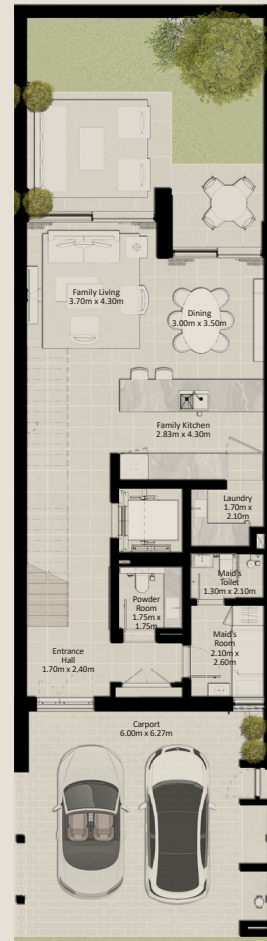 Family Living
3.70m x 4.30m
Dining
3.00m x 3.50m
Family Kitchen
2.83m x 4.30m
Laundry
1.70m x
2.10m
Maid's
Toilet
1.30m x 2.10m
Powder
Room
1.75m x
1.75m
Maid's
Room
2.10m x
2.60m
Entrance
Hall
1.70m x 2.40m
Carport
6.00m x 6.27m